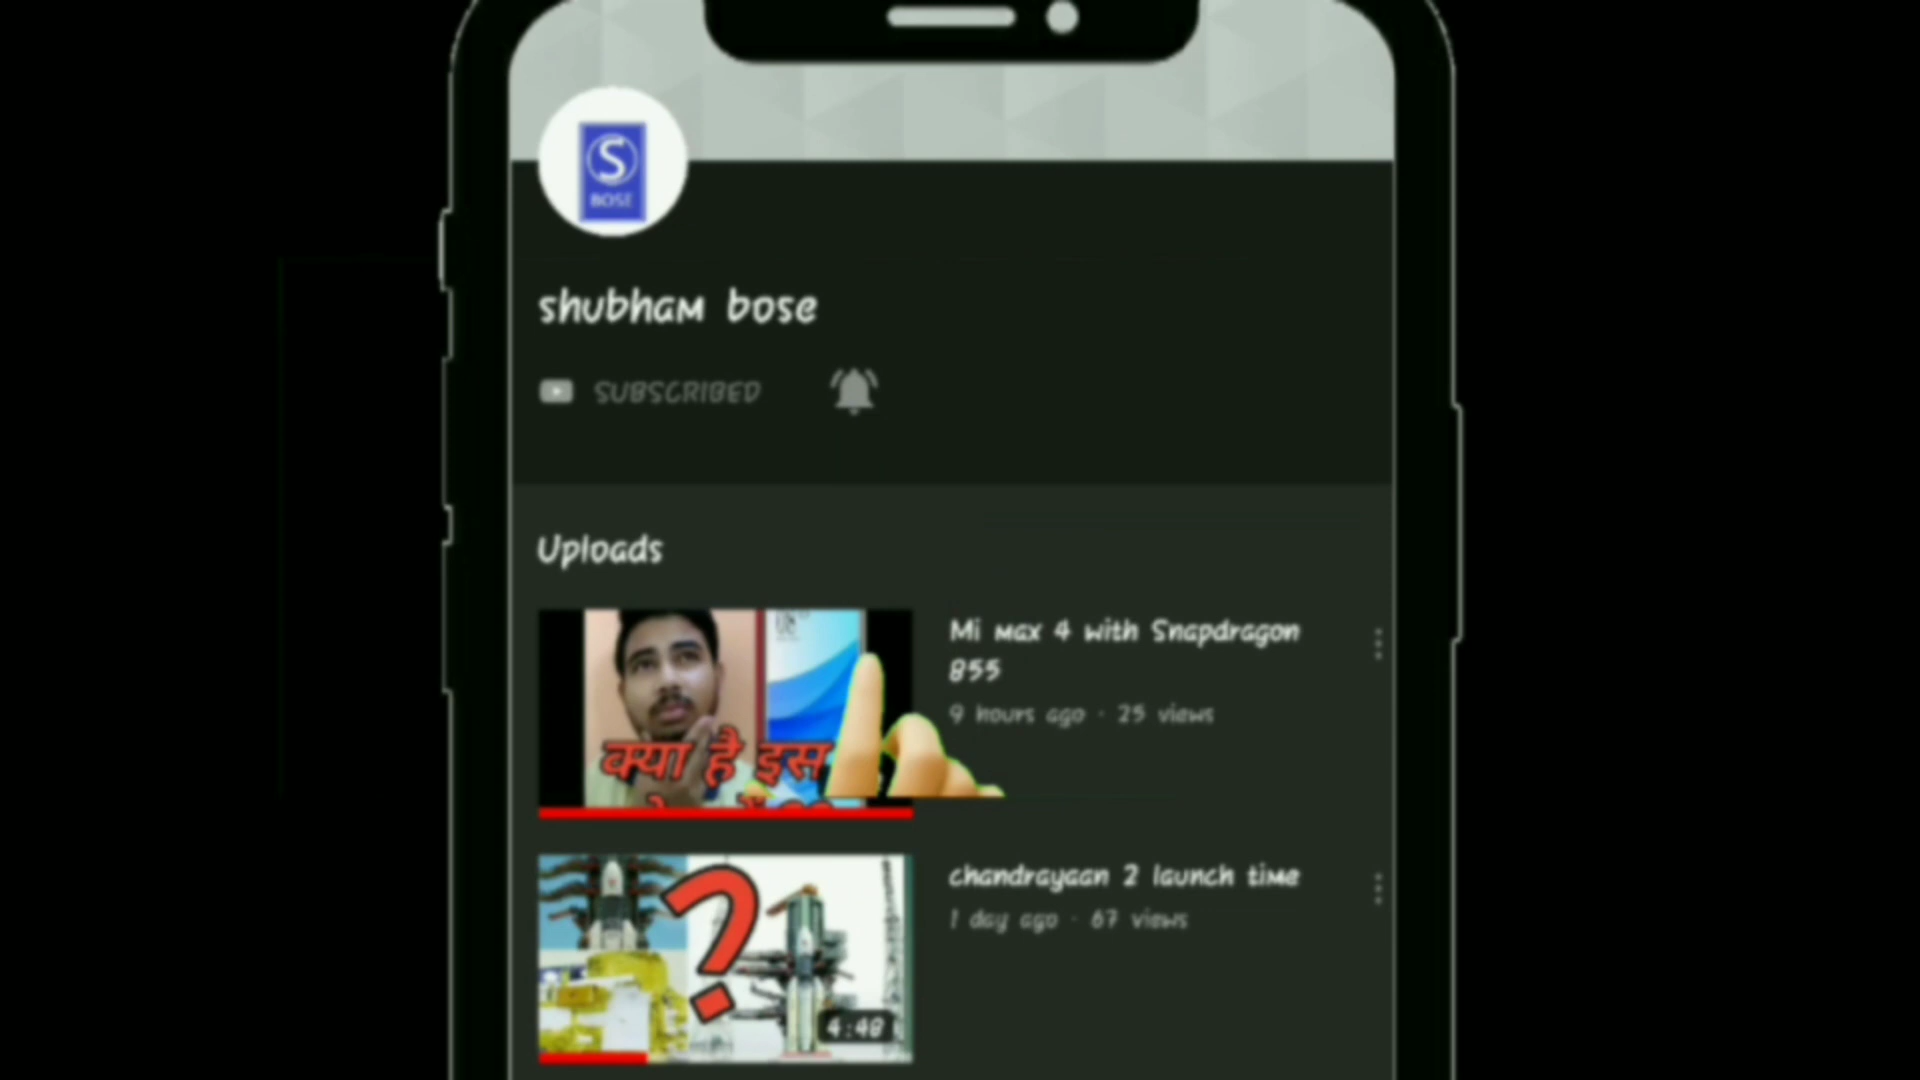 S
BOSE
shubham bose
SUBSCRIBED
Uploads
Mi max 4 with Snapdragon
855
9 hours ago · 25 views
क्या है इस
chandrayaan 2 launch time
1 day ago · 67 views
4:40